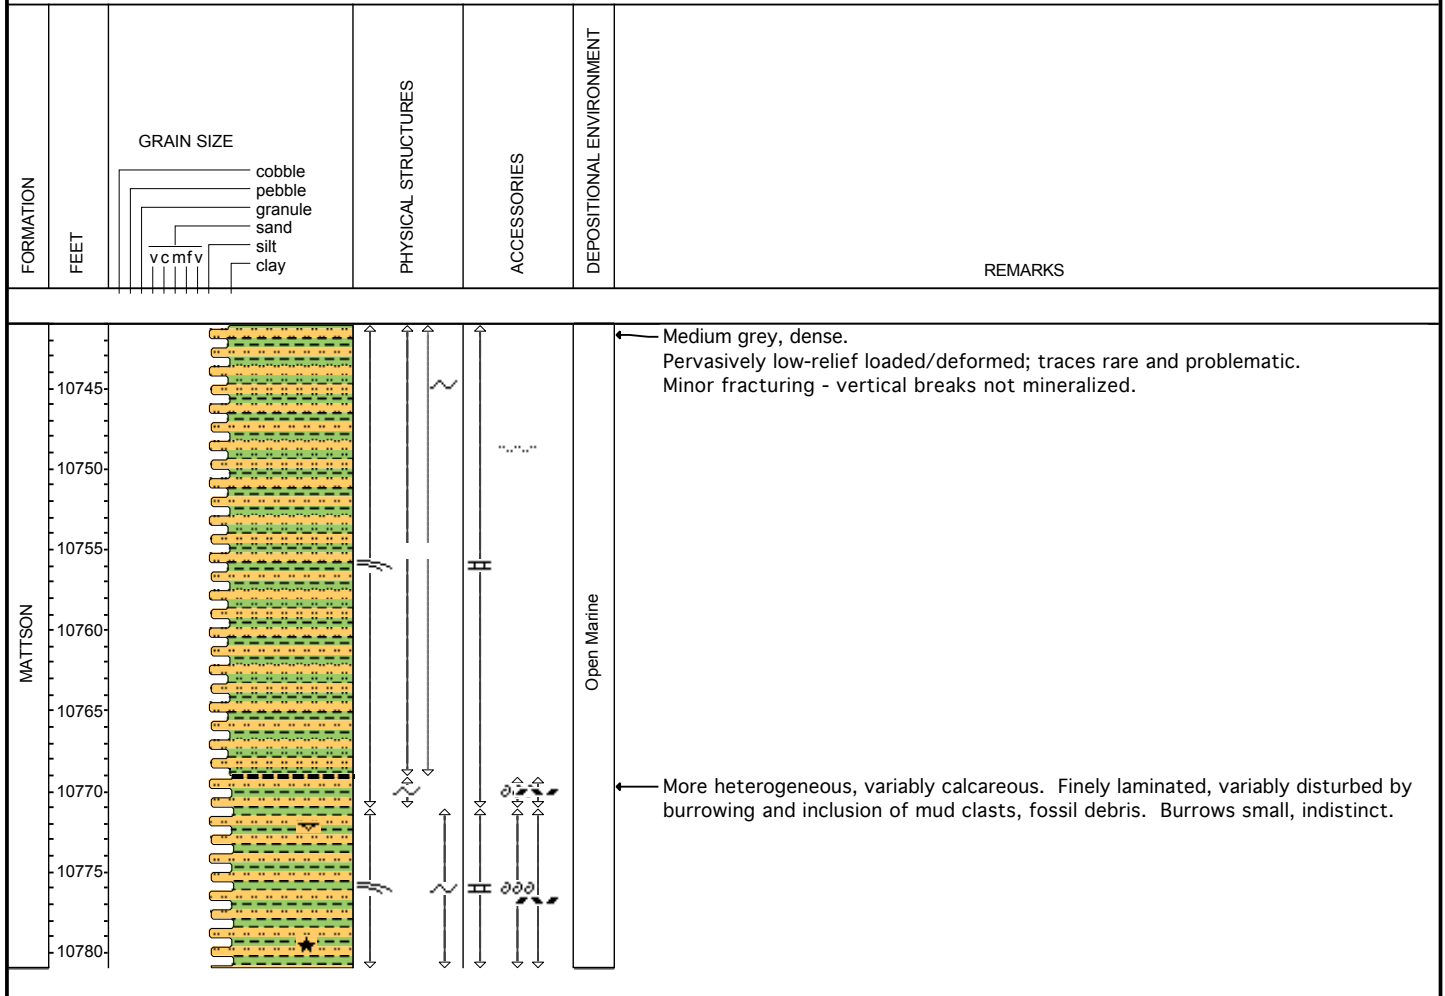 FORMATION
FEET
GRAIN SIZE
cobble
pebble
granule
sand
silt
clay
v c m f v
PHYSICAL STRUCTURES
ACCESSORIES
DEPOSITIONAL ENVIRONMENT
REMARKS
MATTSON
10745
10750
10755
10760
10765
10770
10775
10780
Open Marine
Medium grey, dense.
Pervasively low-relief loaded/deformed; traces rare and problematic.
Minor fracturing - vertical breaks not mineralized.
More heterogeneous, variably calcareous. Finely laminated, variably disturbed by
burrowing and inclusion of mud clasts, fossil debris. Burrows small, indistinct.